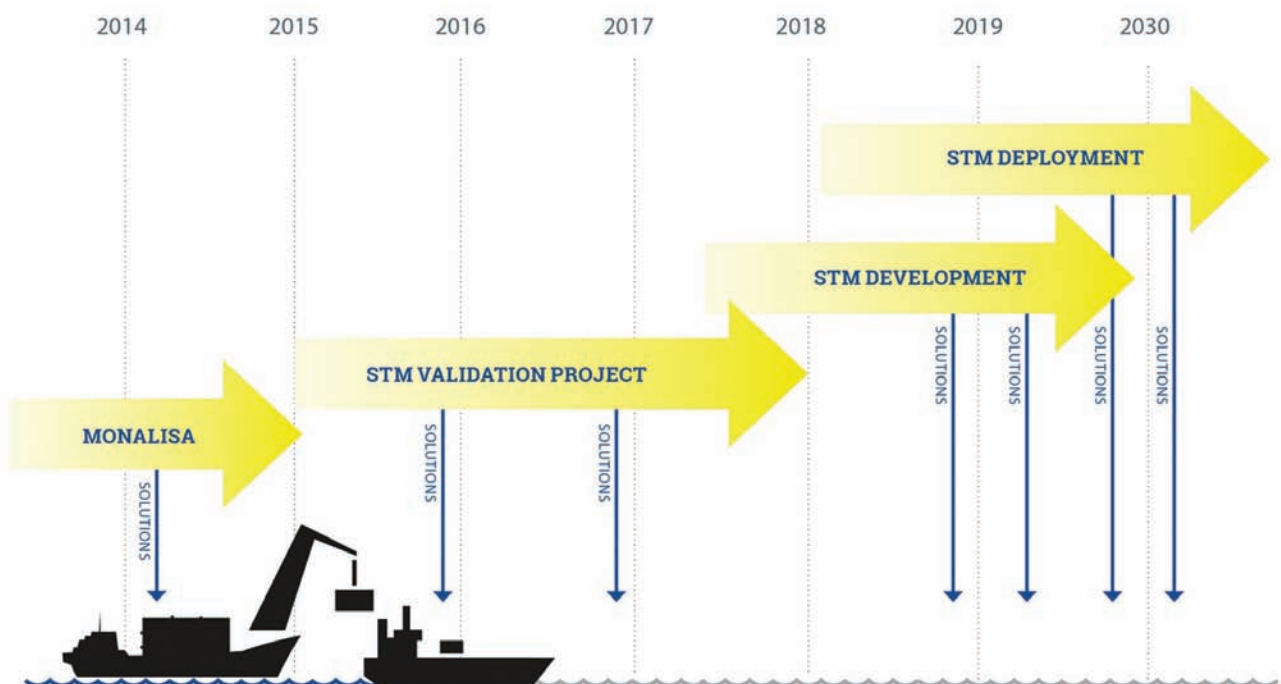 2014 2015 2016 2017 2018 2019 2030
STM DEPLOYMENT
STM DEVELOPMENT
STM VALIDATION PROJECT
MONALISA
SOLUTIONS
SOLUTIONS
SOLUTIONS
SOLUTIONS
SOLUTIONS
SOLUTIONS
SOLUTIONS